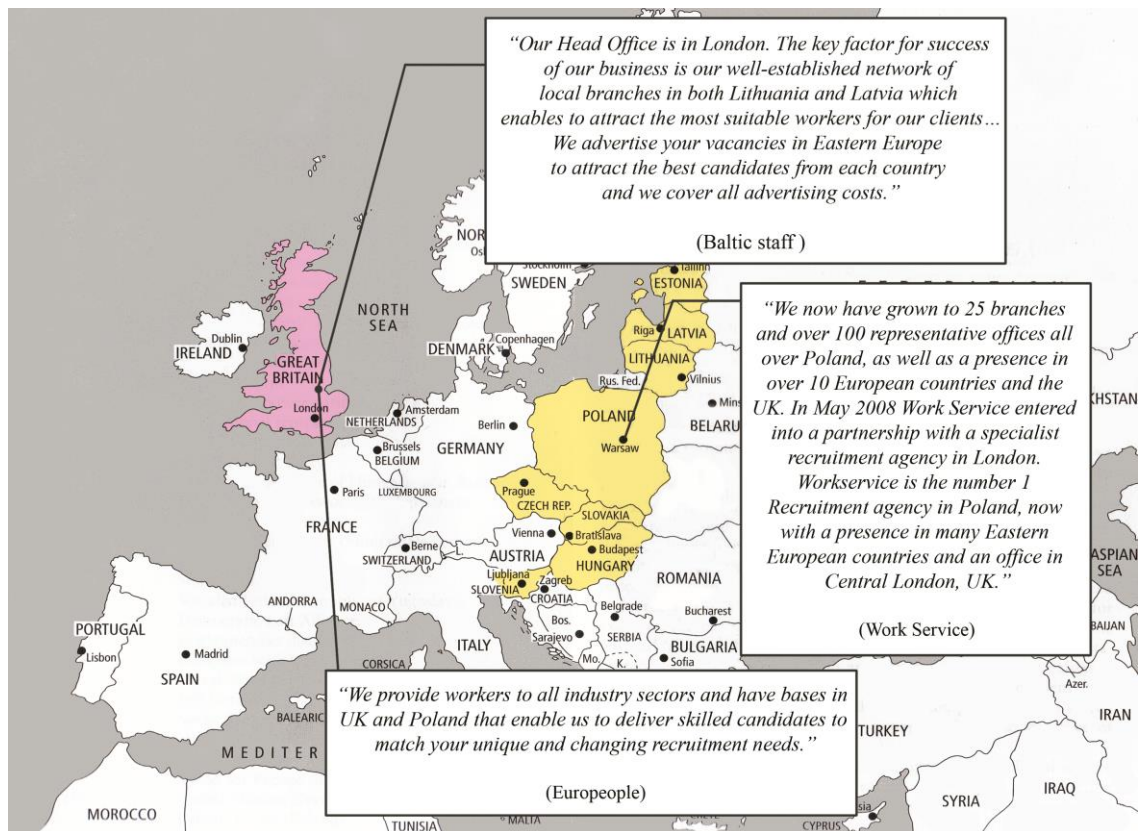 “Our Head Office is in London. The key factor for success
of our business is our well-established network of
local branches in both Lithuania and Latvia which
enables to attract the most suitable workers for our clients…
We advertise your vacancies in Eastern Europe
to attract the best candidates from each country
and we cover all advertising costs.”
(Baltic staff )
“We now have grown to 25 branches
and over 100 representative offices all
over Poland, as well as a presence in
over 10 European countries and the
UK. In May 2008 Work Service entered
into a partnership with a specialist
recruitment agency in London.
Workservice is the number 1
Recruitment agency in Poland, now
with a presence in many Eastern
European countries and an office in
Central London, UK.”
(Work Service)
“We provide workers to all industry sectors and have bases in
UK and Poland that enable us to deliver skilled candidates to
match your unique and changing recruitment needs.”
(Europeople)
SWEDEN
Tallinn
ESTONIA
NORTH
SEA
Riga
LATVIA
LITHUANIA
Vilnius
Rus. Fed.
Dublin
IRELAND
GREAT
BRITAIN
London
DENMARK
Copenhagen
Amsterdam
NETHERLANDS
Berlin
GERMANY
POLAND
Warsaw
Brussels
BELGIUM
LUXEMBOURG
Paris
FRANCE
Prague
CZECH REP.
SLOVAKIA
Bratislava
Vienna
AUSTRIA
Budapest
HUNGARY
Berne
SWITZERLAND
L.
Ljubljana
SLOVENIA
Zagreb
CROATIA
ROMANIA
Bucharest
Belgrade
SERBIA
Bos.
Sarajevo
Mo.
K.
BULGARIA
Sofia
ANDORRA
MONACO
ITALY
CORSICA
PORTUGAL
Lisbon
Madrid
SPAIN
BALEARIC
MEDITER
MOROCCO
TUNISIA
MALTA
TURKEY
CYPRUS
SYRIA
IRAQ
IRAN
Azer.
BAIJAN
ASPIAN
SEA
KHSTAN
Mins
BELARU